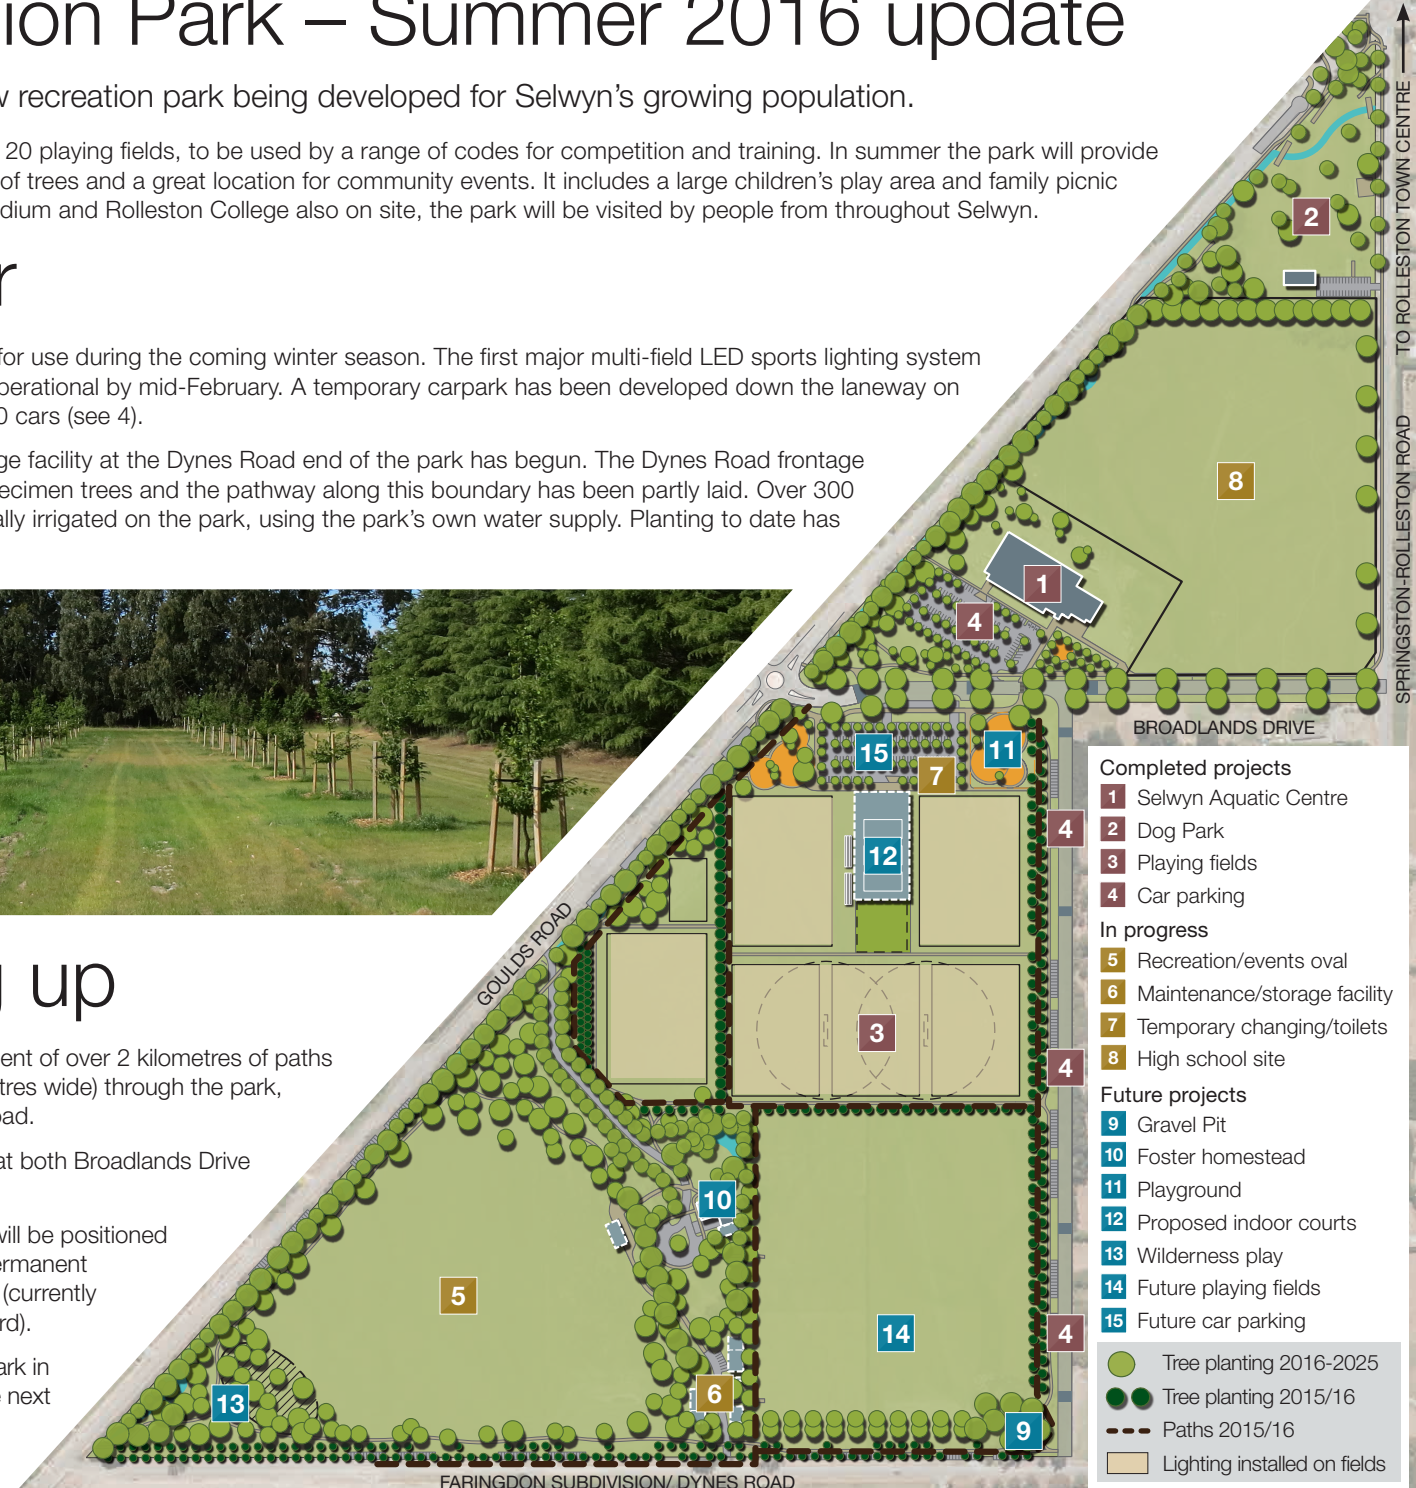 ion Park – Summer 2016 update
recreation park being developed for Selwyn's growing population.
20 playing fields, to be used by a range of codes for competition and training. In summer the park will provide
of trees and a great location for community events. It includes a large children's play area and family picnic
dium and Rolleston College also on site, the park will be visited by people from throughout Selwyn.
r
for use during the coming winter season. The first major multi-field LED sports lighting system
perational by mid-February. A temporary carpark has been developed down the laneway on
0 cars (see 4).
ge facility at the Dynes Road end of the park has begun. The Dynes Road frontage
ecimen trees and the pathway along this boundary has been partly laid. Over 300
ally irrigated on the park, using the park's own water supply. Planting to date has
g up
ent of over 2 kilometres of paths
tres wide) through the park,
oad.
at both Broadlands Drive
will be positioned
ermanent
(currently
rd).
ark in
next
TO ROLLESTON TOWN CENTRE
SPRINGSTON-ROLLESTON ROAD
2
8
1
4
BROADLANDS DRIVE
15
11
7
4
12
GOULDS ROAD
3
4
10
5
14
4
6
13
9
FARINGDON SUBDIVISION/ DYNES ROAD
Completed projects
1 Selwyn Aquatic Centre
2 Dog Park
3 Playing fields
4 Car parking
In progress
5 Recreation/events oval
6 Maintenance/storage facility
7 Temporary changing/toilets
8 High school site
Future projects
9 Gravel Pit
10 Foster homestead
11 Playground
12 Proposed indoor courts
13 Wilderness play
14 Future playing fields
15 Future car parking
Tree planting 2016-2025
Tree planting 2015/16
Paths 2015/16
Lighting installed on fields